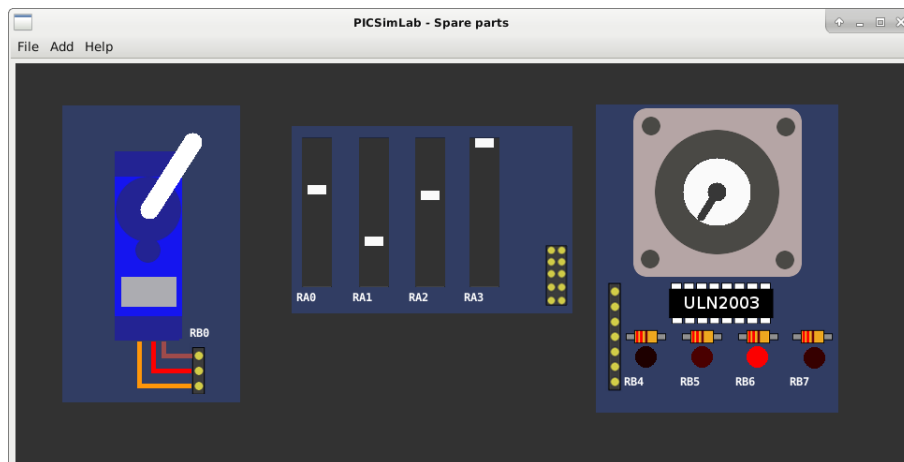 PICSimLab - Spare parts
File Add Help
RB0
RA0 RA1 RA2 RA3
ULN2003
RB4 RB5 RB6 RB7